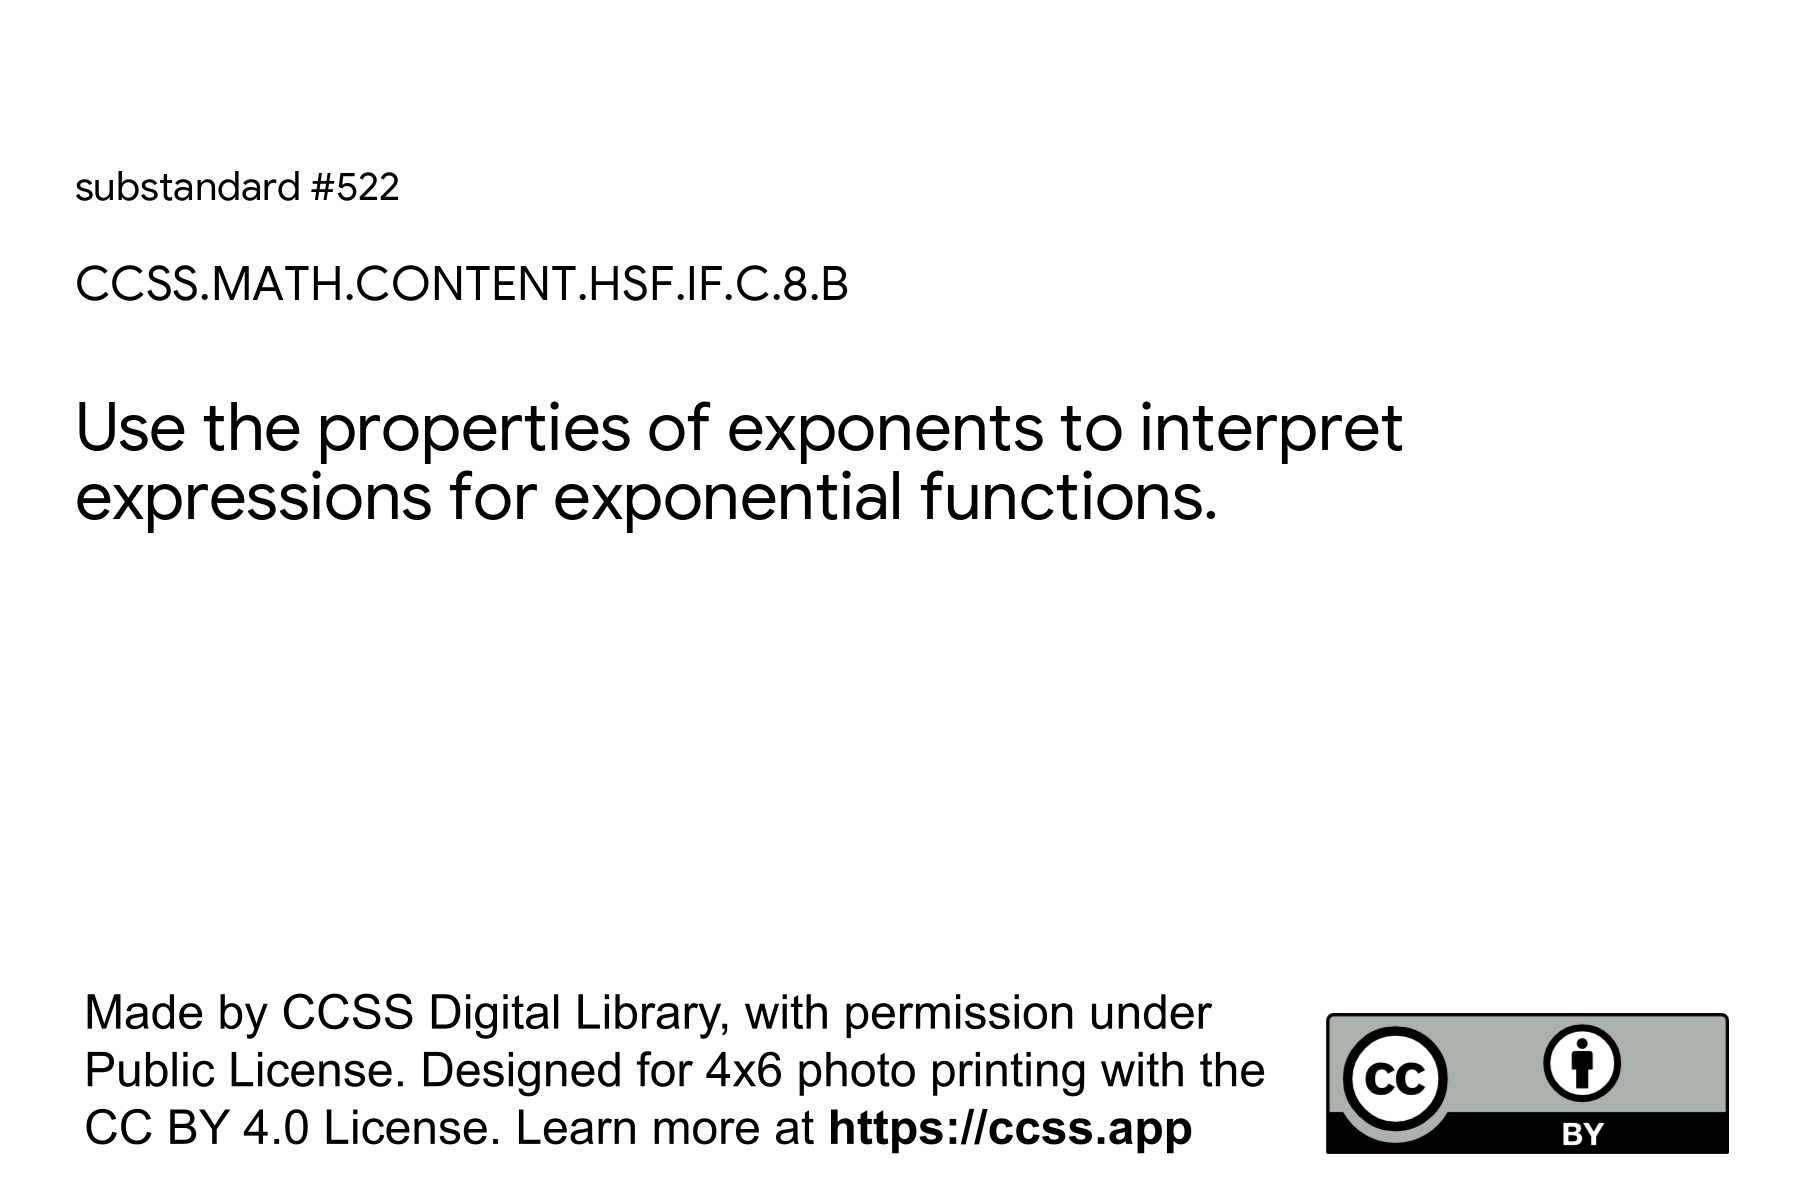 substandard #522
CCSS.MATH.CONTENT.HSF.IF.C.8.B
Use the properties of exponents to interpret
expressions for exponential functions.
Made by CCSS Digital Library, with permission under
Public License. Designed for 4x6 photo printing with the
CC BY 4.0 License. Learn more at https://ccss.app
CC
BY